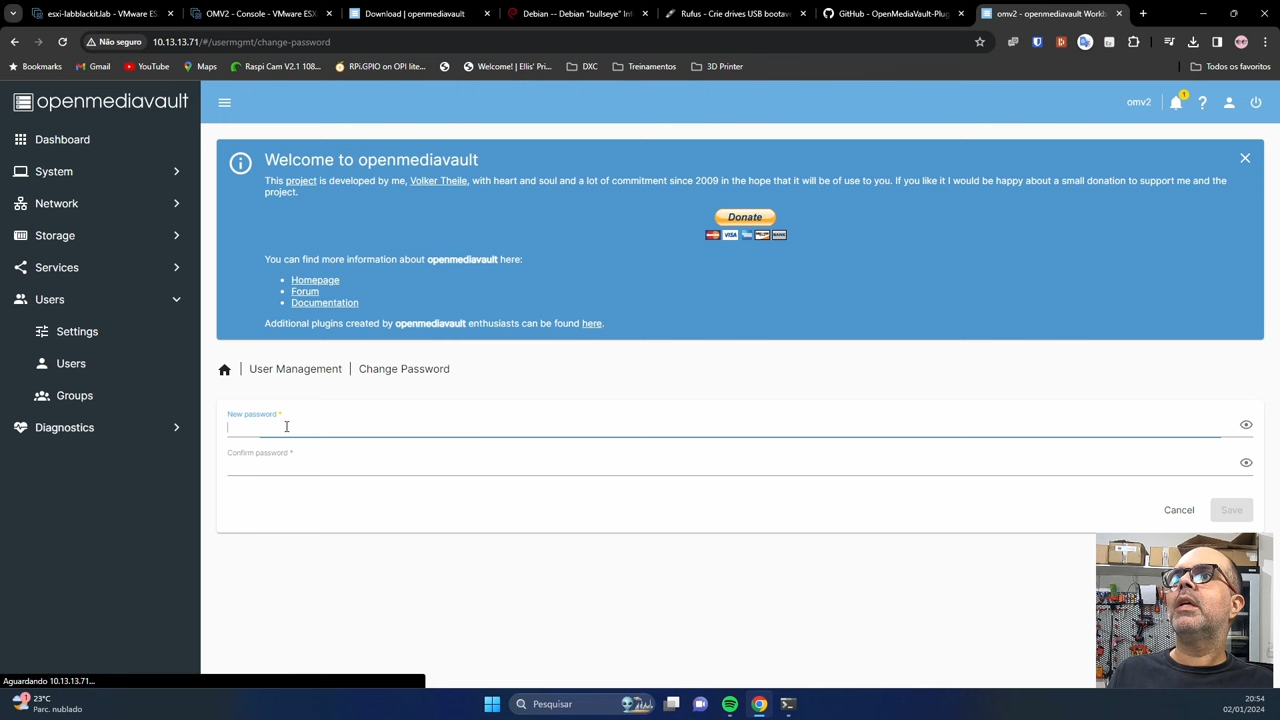 esxi-labblackit.lab - VMware ESX
OMV2 - Console - VMware ESX
Download | openmediavault
Debian -- Debian "bullseye" In
Rufus - Crie drives USB bootáv
GitHub - OpenMediaVault-Plug
omv2 - openmediavault Workb
Não seguro
10.13.13.71/#/usermgmt/change-password
Bookmarks
Gmail
YouTube
Maps
Raspi Cam V2.1 108...
RPi.GPIO on OPI lite...
Welcome! | Ellis' Pri...
DXC
Treinamentos
3D Printer
Todos os favoritos
openmediavault
omv2
1
Dashboard
System
Network
Storage
Services
Users
Settings
Users
Groups
Diagnostics
Welcome to openmediavault
This project is developed by me, Volker Theile, with heart and soul and a lot of commitment since 2009 in the hope that it will be of use to you. If you like it I would be happy about a small donation to support me and the
project.
Donate
VISA
BANK
You can find more information about openmediavault here:
Homepage
Forum
Documentation
Additional plugins created by openmediavault enthusiasts can be found here.
User Management | Change Password
New password *
Confirm password *
Cancel
Save
Aguardando 10.13.13.71...
1
23°C
Parc. nublado
Pesquisar
20:54
02/01/2024